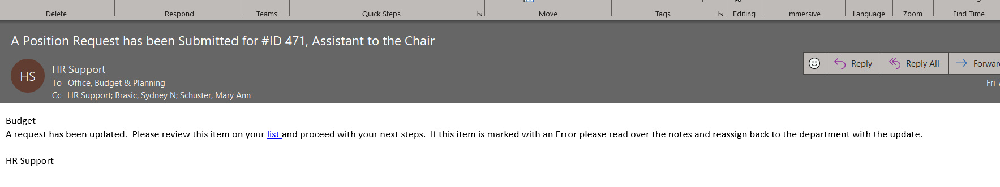 Delete Respond Teams Quick Steps Move Tags Editing Immersive Language Zoom Find Time
A Position Request has been Submitted for #ID 471, Assistant to the Chair
HS
HR Support
Reply Reply All Forward
To Office, Budget & Planning
Fri 7
Cc HR Support; Brasic, Sydney N; Schuster, Mary Ann
Budget
A request has been updated. Please review this item on your list and proceed with your next steps. If this item is marked with an Error please read over the notes and reassign back to the department with the update.
HR Support